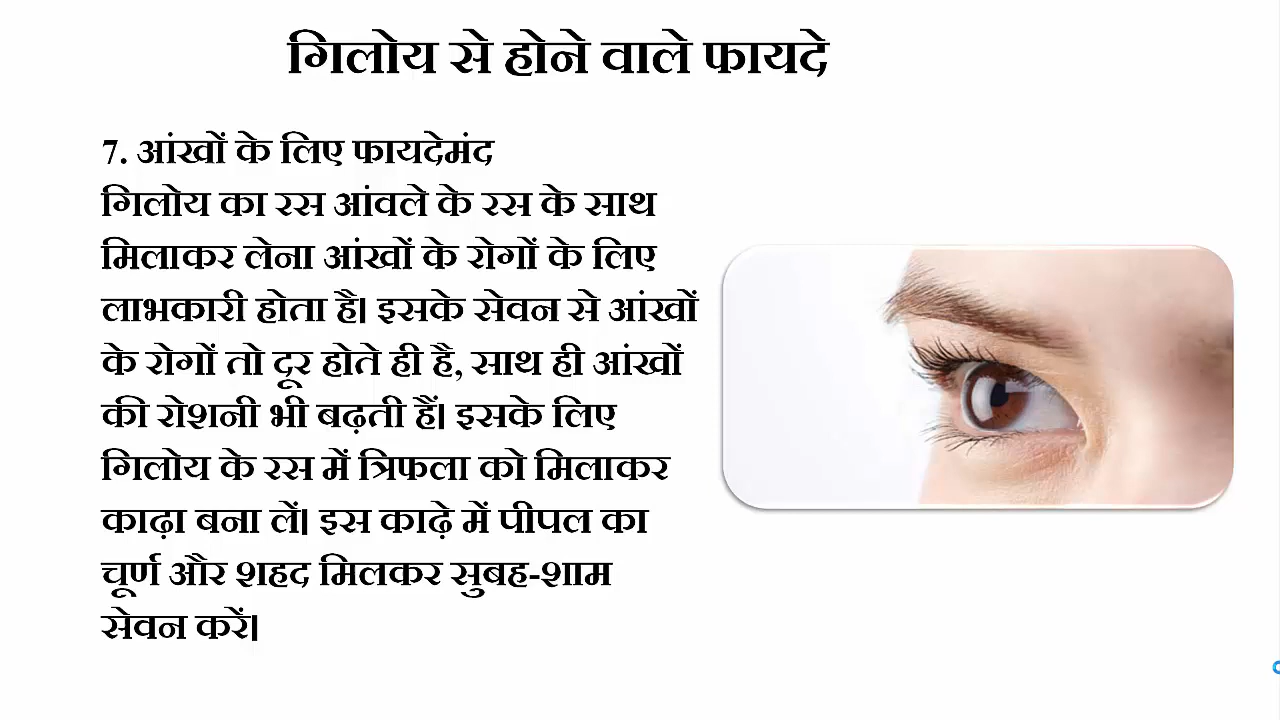 गिलोय से होने वाले फायदे
7. आंखों के लिए फायदेमंद
गिलोय का रस आंवले के रस के साथ
मिलाकर लेना आंखों के रोगों के लिए
लाभकारी होता है। इसके सेवन से आंखों
के रोगों तो दूर होते ही है, साथ ही आंखों
की रोशनी भी बढ़ती हैं। इसके लिए
गिलोय के रस में त्रिफला को मिलाकर
काढ़ा बना लें। इस काढ़े में पीपल का
चूर्ण और शहद मिलकर सुबह-शाम
सेवन करें।